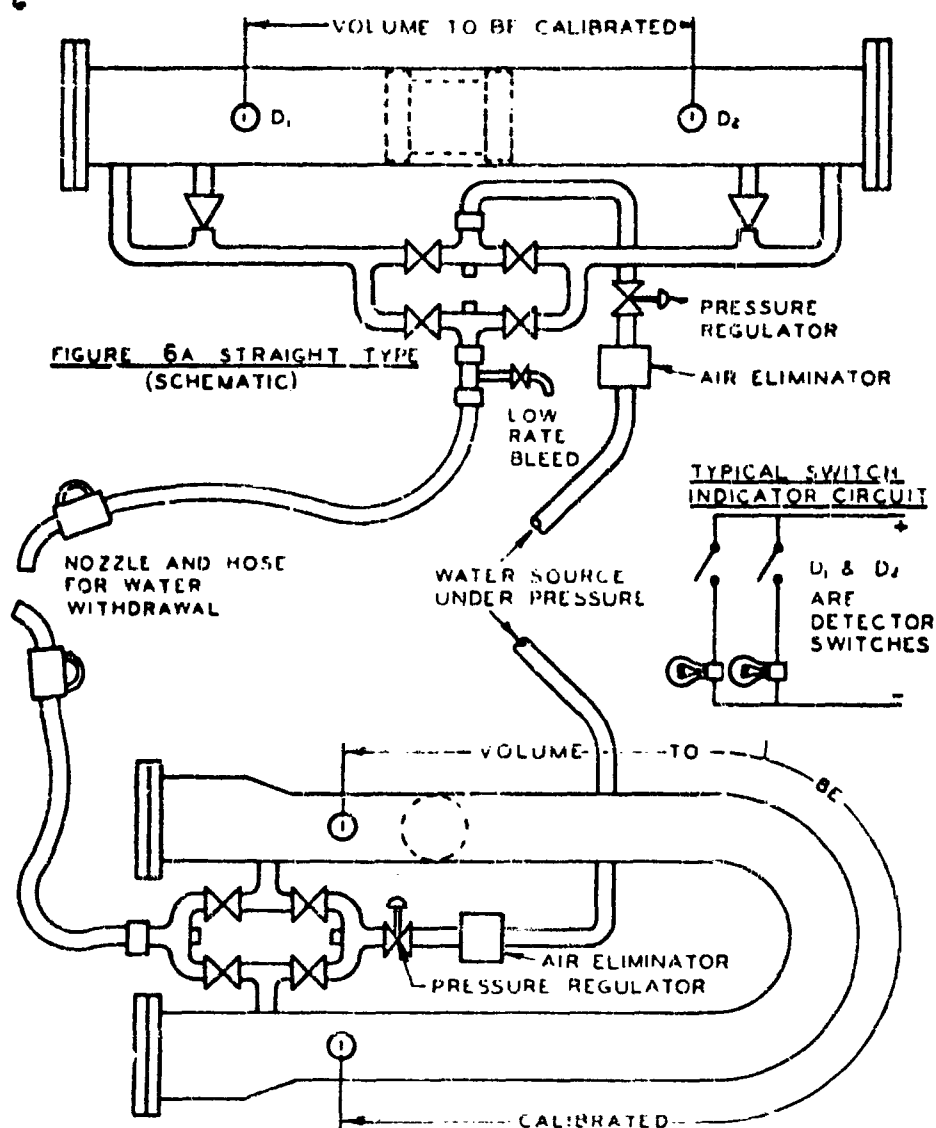 6
VOLUME TO BE CALIBRATED
D1
D2
PRESSURE
REGULATOR
FIGURE 6A STRAIGHT TYPE
(SCHEMATIC)
AIR ELIMINATOR
LOW
RATE
BLEED
TYPICAL SWITCH
INDICATOR CIRCUIT
+
NOZZLE AND HOSE
FOR WATER
WITHDRAWAL
WATER SOURCE
UNDER PRESSURE
D1 & D2
ARE
DETECTOR
SWITCHES
-
VOLUME TO BE
AIR ELIMINATOR
PRESSURE REGULATOR
CALIBRATED